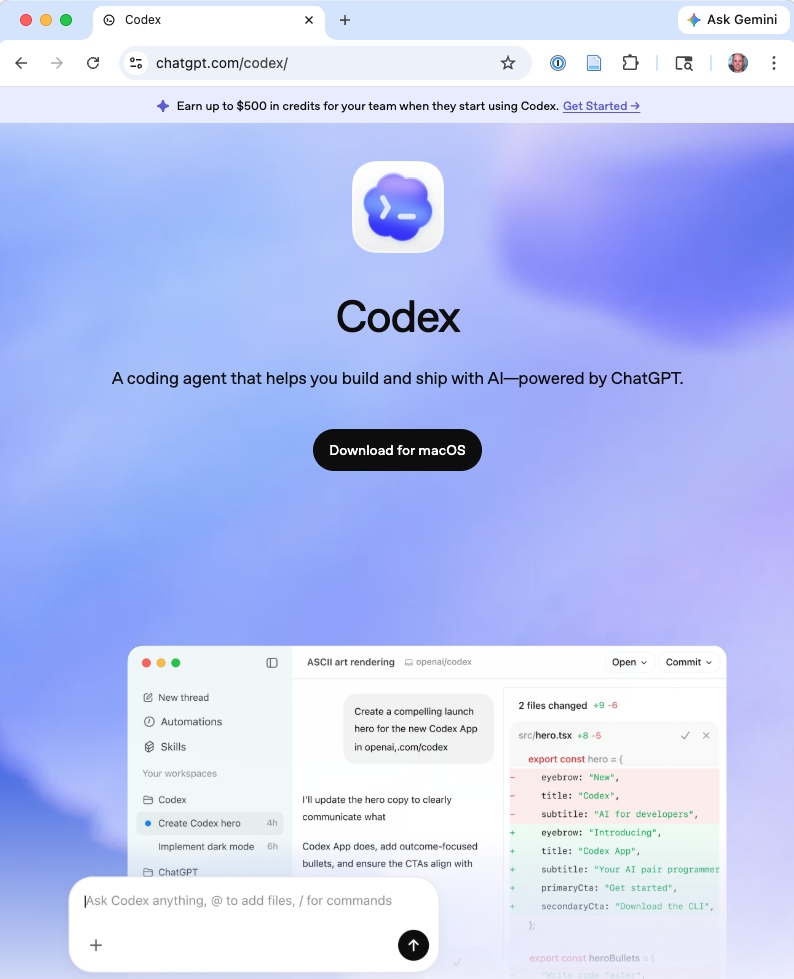 Codex
Ask Gemini
chatgpt.com/codex/
Earn up to $500 in credits for your team when they start using Codex. Get Started →
Codex
A coding agent that helps you build and ship with AI—powered by ChatGPT.
Download for macOS
ASCII art rendering openai/codex
Open Commit
New thread
Automations
Skills
Your workspaces
Codex
Create Codex hero 4h
Implement dark mode 6h
ChatGPT
Create a compelling launch
hero for the new Codex App
in openai,.com/codex
I'll update the hero copy to clearly
communicate what
Codex App does, add outcome-focused
bullets, and ensure the CTAs align with
2 files changed +9 -6
src/hero.tsx +8 -5
export const hero = {
- eyebrow: "New",
- title: "Codex",
- subtitle: "AI for developers",
+ eyebrow: "Introducing",
+ title: "Codex App",
+ subtitle: "Your AI pair programmer
+ primaryCta: "Get started",
+ secondaryCta: "Download the CLI",
};
export const heroBullets = [
"Write code faster",
Ask Codex anything, @ to add files, / for commands